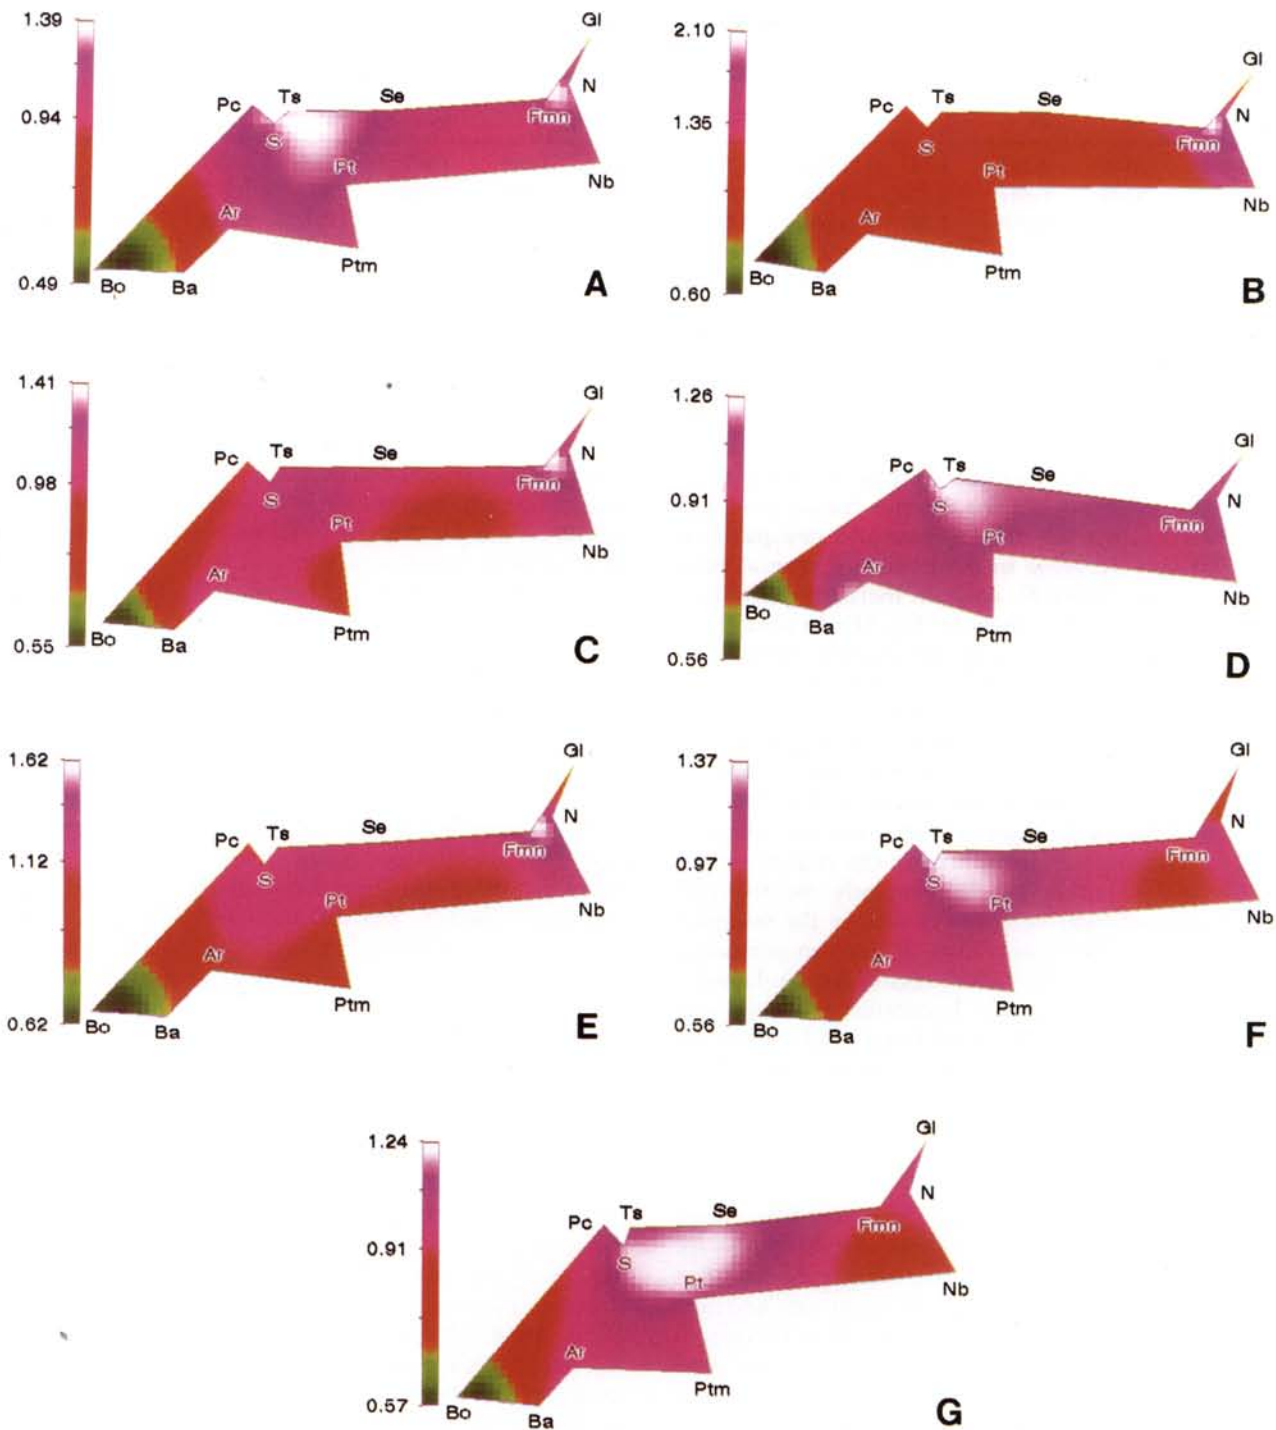 1.39
0.94
0.49
Gl
N
Pc
Ts
Se
Fmn
S
Pt
Nb
Ar
Ptm
Bo
Ba
A
2.10
1.35
0.60
Gl
N
Pc
Ts
Se
Fmn
S
Pt
Nb
Ar
Ptm
Bo
Ba
B
1.41
0.98
0.55
Gl
N
Pc
Ts
Se
Fmn
S
Pt
Nb
Ar
Ptm
Bo
Ba
C
1.26
0.91
0.56
Gl
N
Pc
Ts
Se
Fmn
S
Pt
Nb
Ar
Ptm
Bo
Ba
D
1.62
1.12
0.62
Gl
N
Pc
Ts
Se
Fmn
S
Pt
Nb
Ar
Ptm
Bo
Ba
E
1.37
0.97
0.56
Gl
N
Pc
Ts
Se
Fmn
S
Pt
Nb
Ar
Ptm
Bo
Ba
F
1.24
0.91
0.57
Gl
N
Pc
Ts
Se
Fmn
S
Pt
Nb
Ar
Ptm
Bo
Ba
G